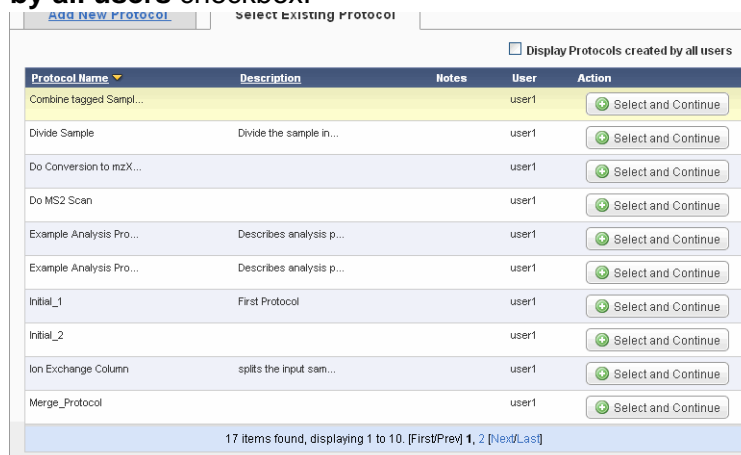 by all users checkbox.
Add New Protocol Select Existing Protocol
Display Protocols created by all users
Protocol Name Description Notes User Action
Combine tagged Sampl... user1 Select and Continue
Divide Sample Divide the sample in... user1 Select and Continue
Do Conversion to mzX... user1 Select and Continue
Do MS2 Scan user1 Select and Continue
Example Analysis Pro... Describes analysis p... user1 Select and Continue
Example Analysis Pro... Describes analysis p... user1 Select and Continue
Initial_1 First Protocol user1 Select and Continue
Initial_2 user1 Select and Continue
Ion Exchange Column splits the input sam... user1 Select and Continue
Merge_Protocol user1 Select and Continue
17 items found, displaying 1 to 10. [First/Prev] 1, 2 [Next/Last]